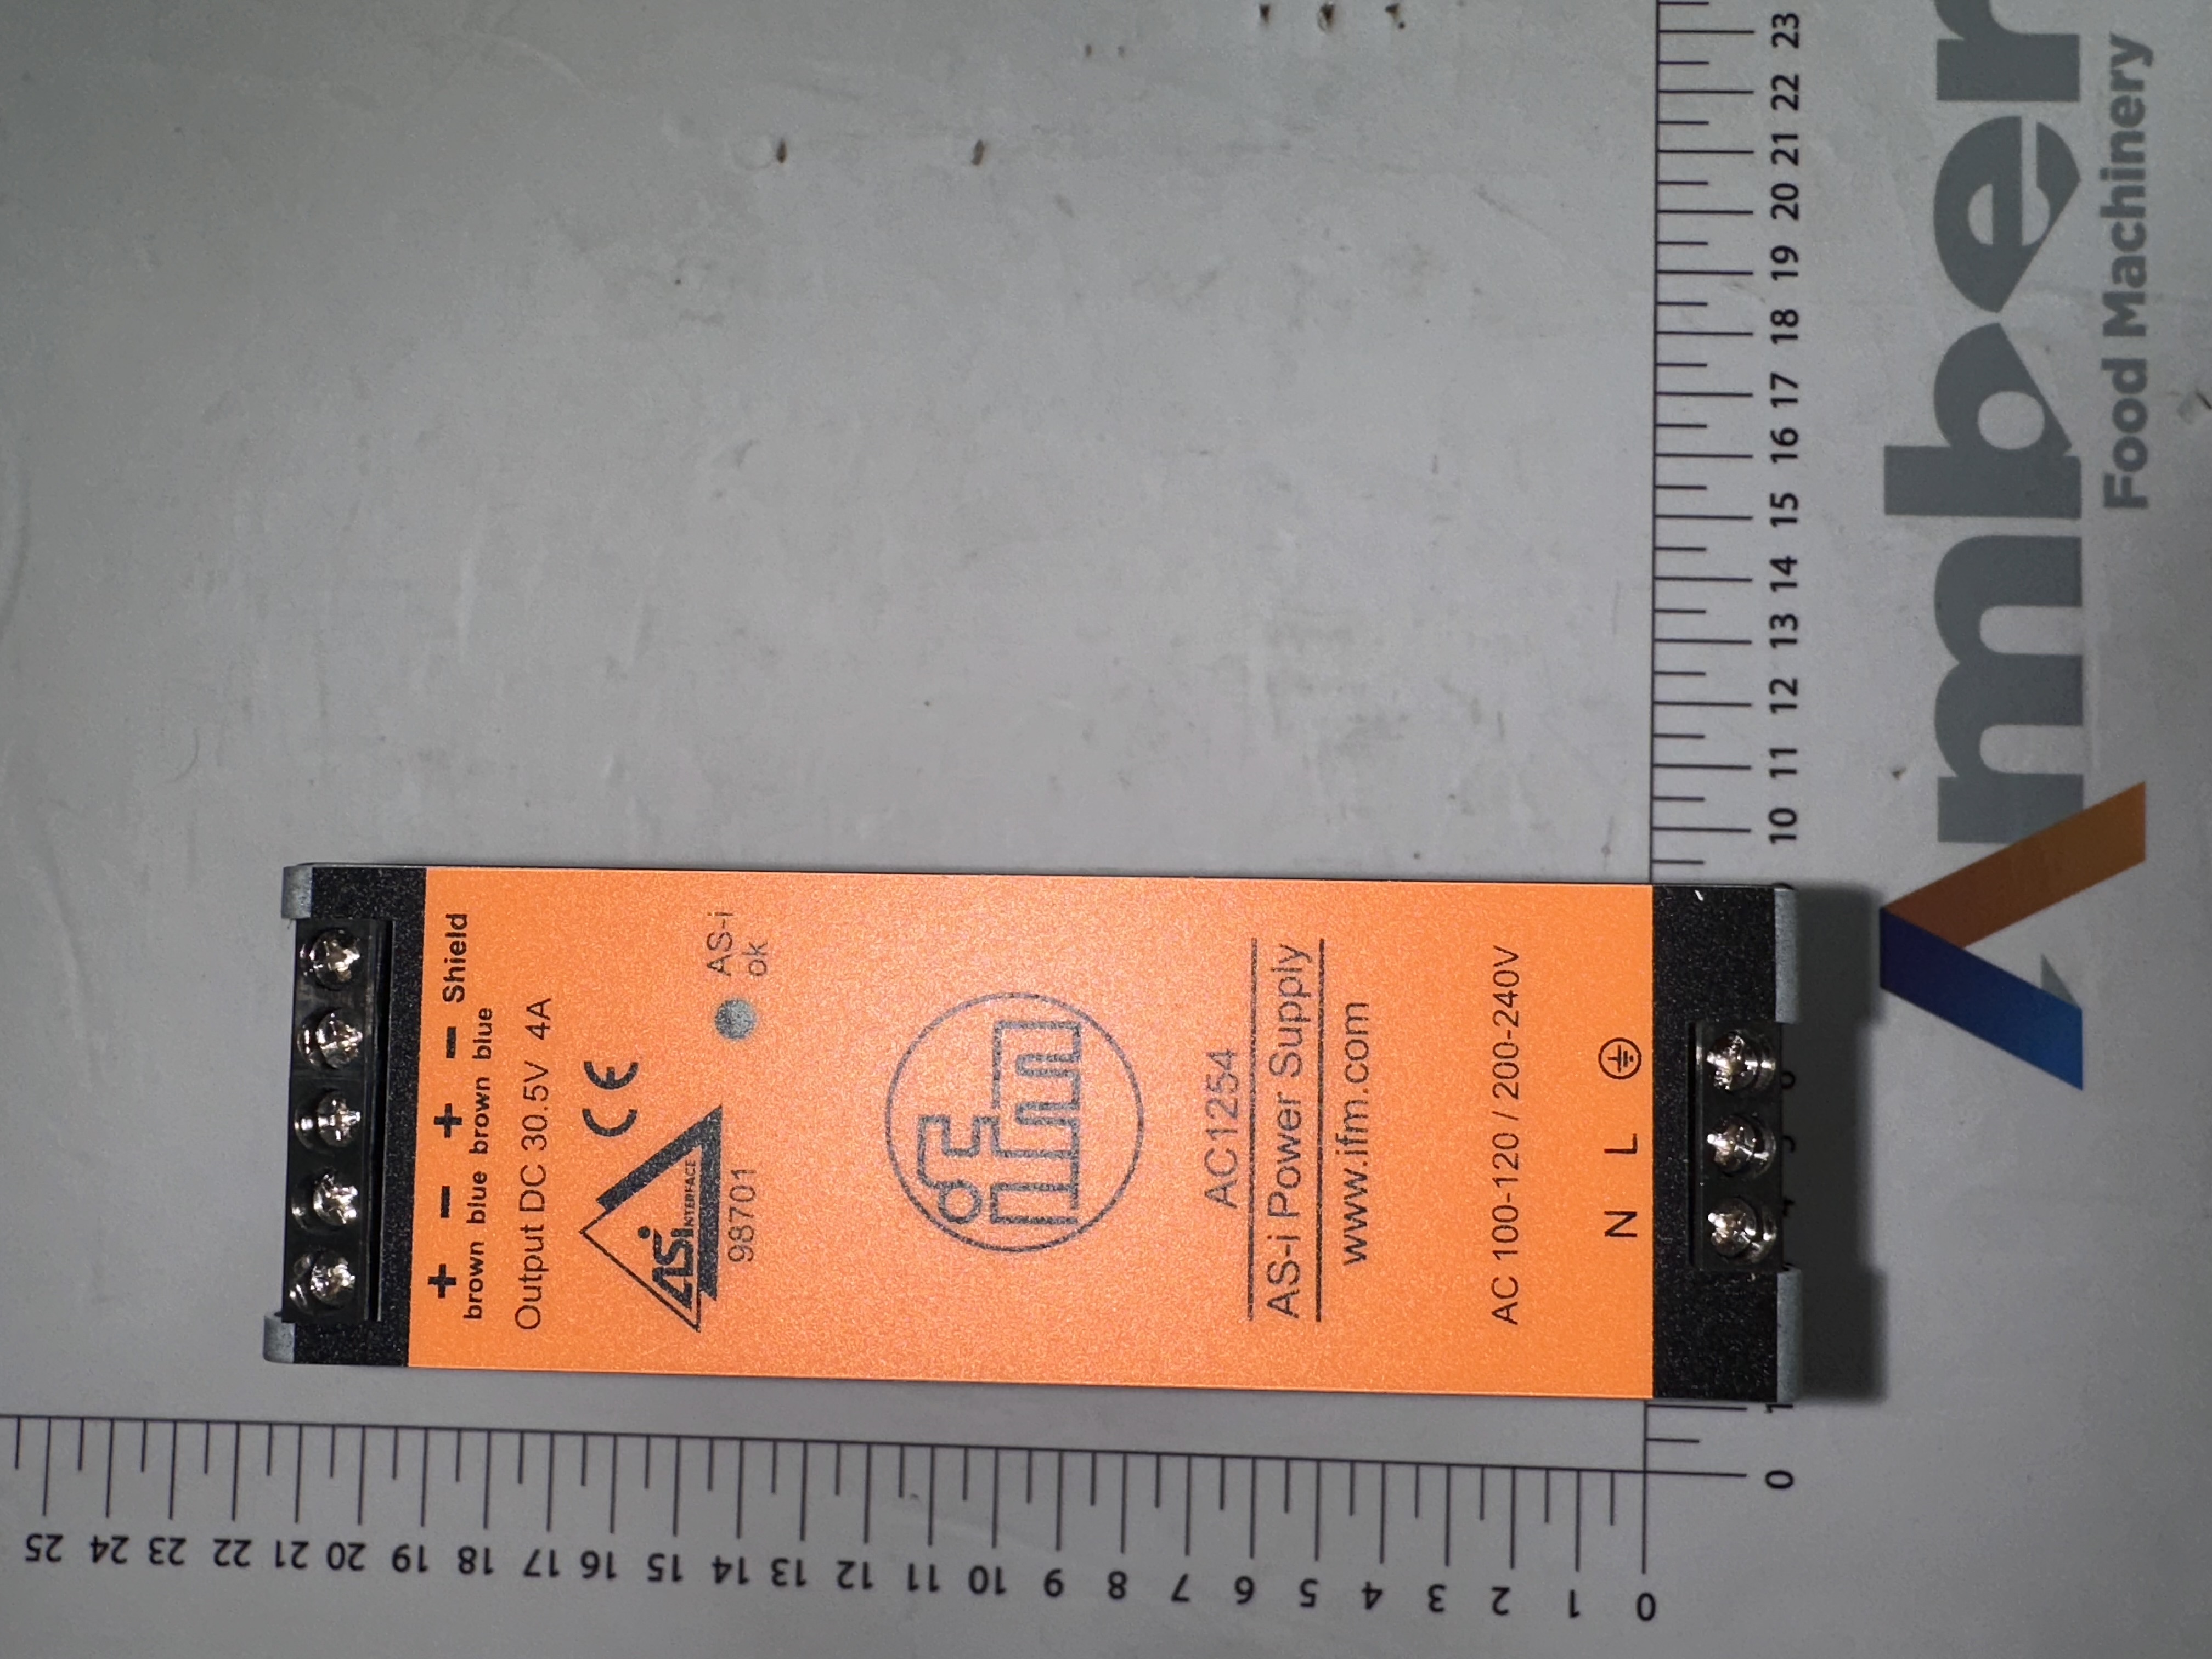 + − + − Shield
brown blue brown blue
Output DC 30.5V 4A
CE
ASi
INTERFACE
98701
AS-i
ok
ifm
AC1254
AS-i Power Supply
www.ifm.com
AC 100-120 / 200-240V
N L
0 1 10 11 12 13 14 15 16 17 18 19 20 21 22 23
25 24 23 22 21 20 19 18 17 16 15 14 13 12 11 10 9 8 7 6 5 4 3 2 1 0
Amber
Food Machinery